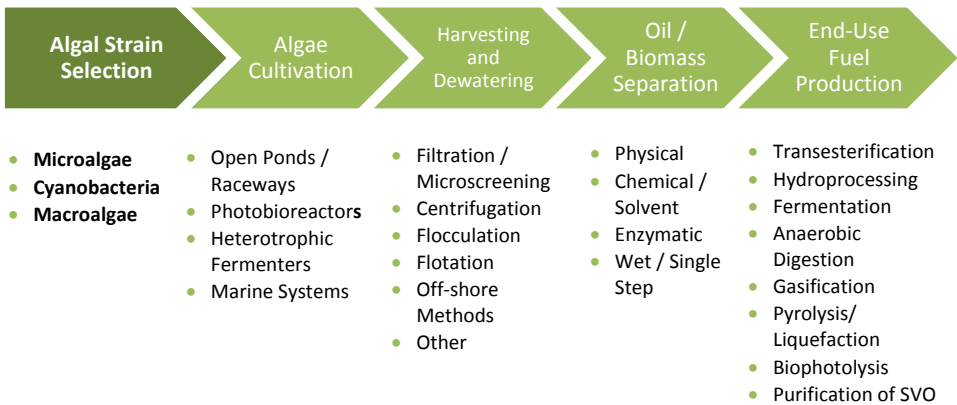 Algal Strain
Selection
Algae
Cultivation
Harvesting
and
Dewatering
Oil /
Biomass
Separation
End-Use
Fuel
Production
• Microalgae
• Cyanobacteria
• Macroalgae
• Open Ponds /
Raceways
• Photobioreactors
• Heterotrophic
Fermenters
• Marine Systems
• Filtration /
Microscreening
• Centrifugation
• Flocculation
• Flotation
• Off-shore
Methods
• Other
• Physical
• Chemical /
Solvent
• Enzymatic
• Wet / Single
Step
• Transesterification
• Hydroprocessing
• Fermentation
• Anaerobic
Digestion
• Gasification
• Pyrolysis/
Liquefaction
• Biophotolysis
• Purification of SVO